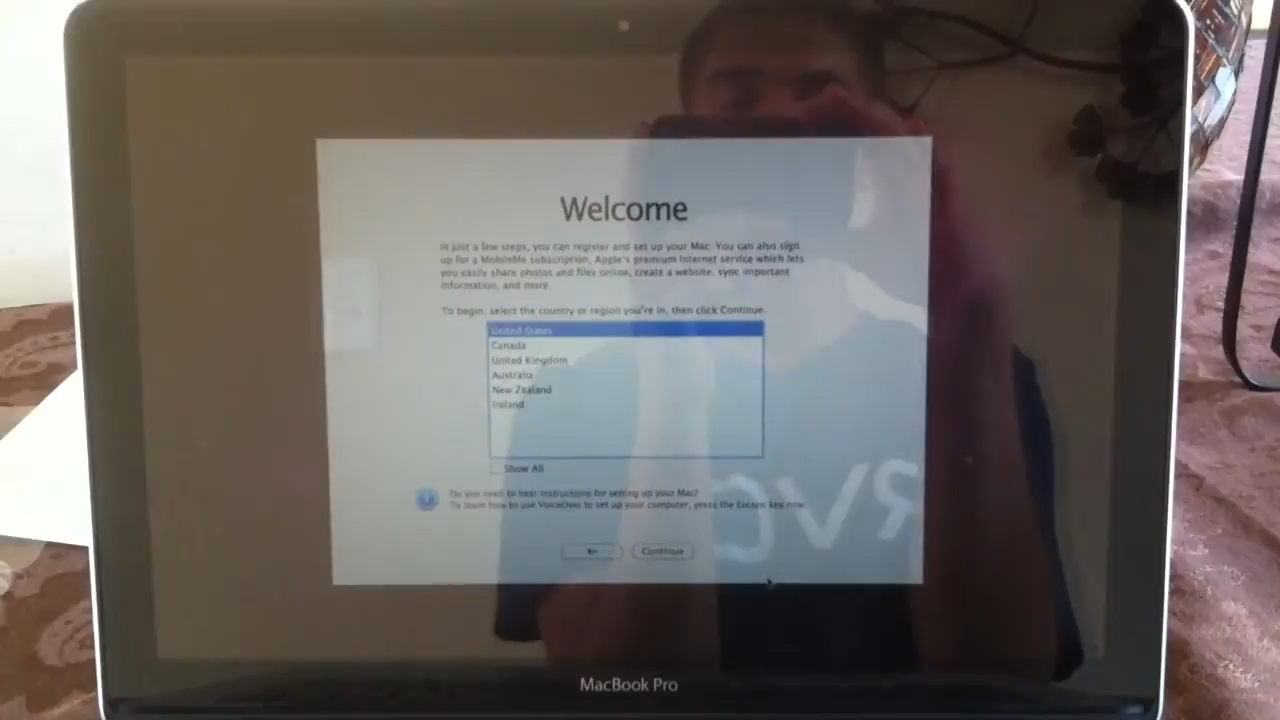 Welcome
In just a few steps, you can register and set up your Mac. You can also sign
up for a MobileMe subscription, Apple's premium Internet service which lets
you easily share photos and files online, create a website, sync important
information, and more.
To begin, select the country or region you're in, then click Continue.
United States
Canada
United Kingdom
Australia
New Zealand
Ireland
Show All
Do you need to hear instructions for setting up your Mac?
To learn how to use VoiceOver to set up your computer, press the Escape key now.
Continue
MacBook Pro